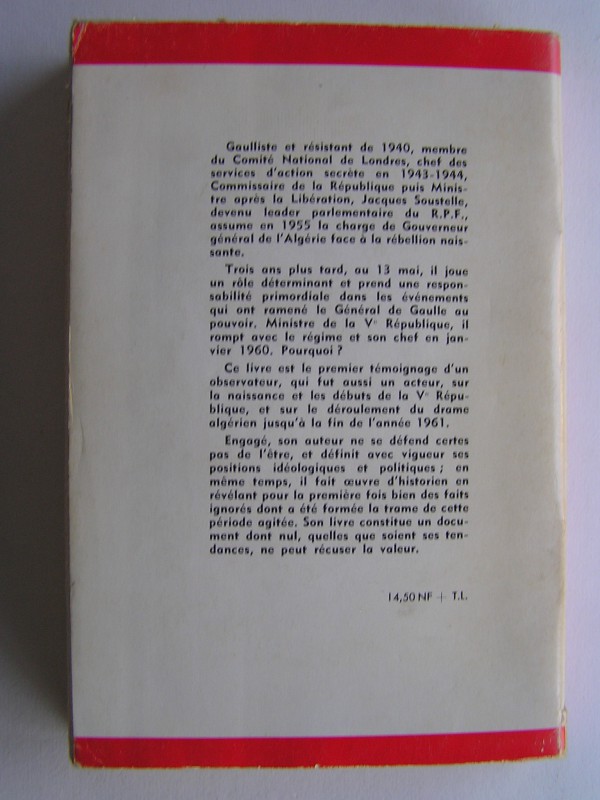 Gaulliste et résistant de 1940, membre
du Comité National de Londres, chef des
services d'action secrète en 1943-1944,
Commissaire de la République puis Minis-
tre après la Libération, Jacques Soustelle,
devenu leader parlementaire du R.P.F.,
assume en 1955 la charge de Gouverneur
général de l'Algérie face à la rébellion nais-
sante.
Trois ans plus tard, au 13 mai, il joue
un rôle déterminant et prend une respon-
sabilité primordiale dans les événements
qui ont ramené le Général de Gaulle au
pouvoir. Ministre de la Ve République, il
rompt avec le régime et son chef en jan-
vier 1960. Pourquoi ?
Ce livre est le premier témoignage d'un
observateur, qui fut aussi un acteur, sur
la naissance et les débuts de la Ve Répu-
blique, et sur le déroulement du drame
algérien jusqu'à la fin de l'année 1961.
Engagé, son auteur ne se défend certes
pas de l'être, et définit avec vigueur ses
positions idéologiques et politiques ; en
même temps, il fait œuvre d'historien en
révélant pour la première fois bien des faits
ignorés dont a été formée la trame de cette
période agitée. Son livre constitue un docu-
ment dont nul, quelles que soient ses ten-
dances, ne peut récuser la valeur.
14,50 NF + T.L.